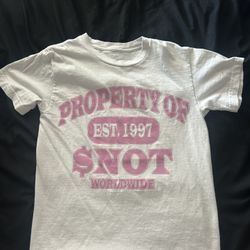 PROPERTY OF
EST. 1997
$NOT
WORLDWIDE